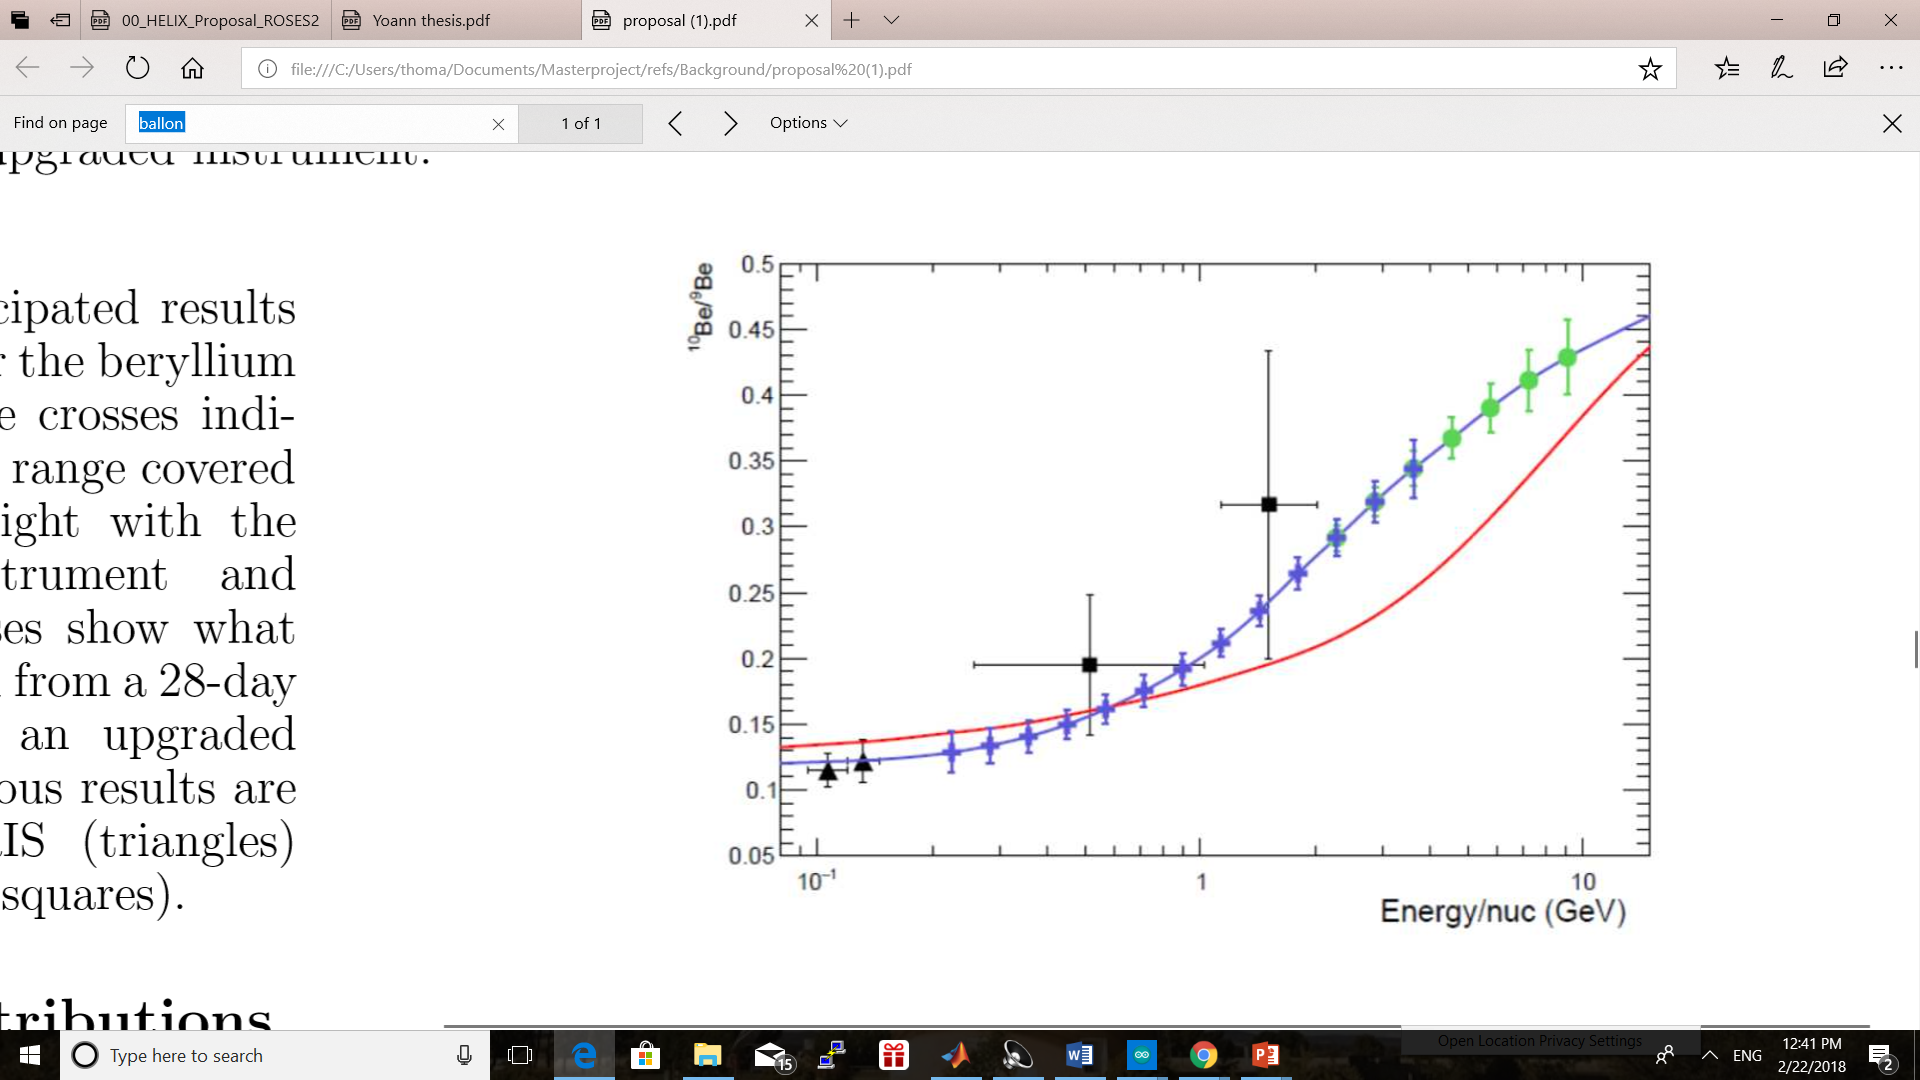 00_HELIX_Proposal_ROSES2
Yoann thesis.pdf
proposal (1).pdf
file:///C:/Users/thoma/Documents/Masterproject/refs/Background/proposal%20(1).pdf
Find on page
ballon
1 of 1
Options
upgraded instrument.
cipated results
r the beryllium
e crosses indi-
range covered
ight with the
trument and
ses show what
from a 28-day
an upgraded
ous results are
IS (triangles)
squares).
tributions
¹⁰Be/⁹Be
0.5
0.45
0.4
0.35
0.3
0.25
0.2
0.15
0.1
0.05
10⁻¹
1
10
Energy/nuc (GeV)
Open Location Privacy Settings
Type here to search
15
ENG
12:41 PM
2/22/2018
2